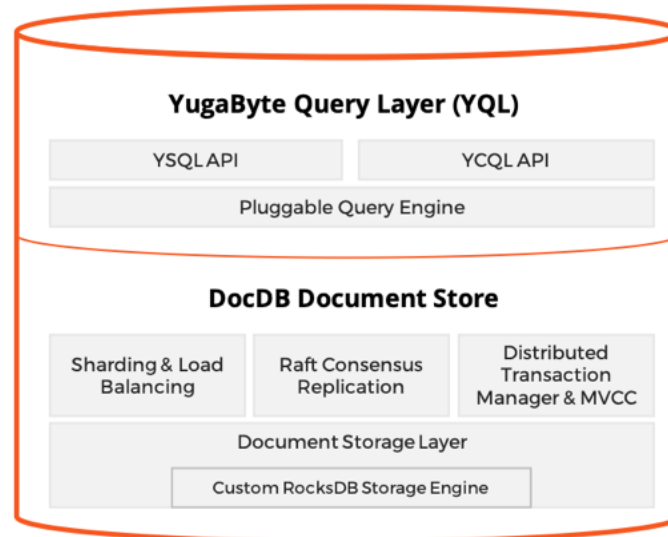 YugaByte Query Layer (YQL)
YSQL API
YCQL API
Pluggable Query Engine
DocDB Document Store
Sharding & Load
Balancing
Raft Consensus
Replication
Distributed
Transaction
Manager & MVCC
Document Storage Layer
Custom RocksDB Storage Engine